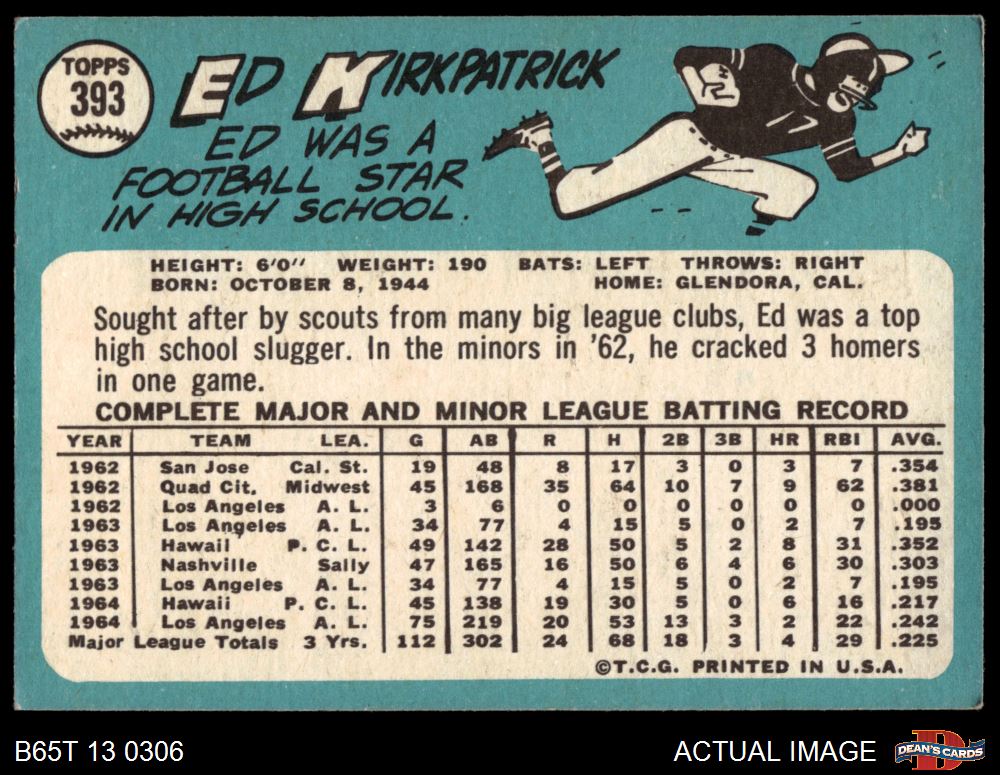 TOPPS
393
ED KIRKPATRICK
ED WAS A
FOOTBALL STAR
IN HIGH SCHOOL.
HEIGHT: 6'0" WEIGHT: 190 BATS: LEFT THROWS: RIGHT
BORN: OCTOBER 8, 1944 HOME: GLENDORA, CAL.
Sought after by scouts from many big league clubs, Ed was a top
high school slugger. In the minors in '62, he cracked 3 homers
in one game.
COMPLETE MAJOR AND MINOR LEAGUE BATTING RECORD
YEAR TEAM LEA. G AB R H 2B 3B HR RBI AVG.
1962 San Jose Cal. St. 19 48 8 17 3 0 3 7 .354
1962 Quad Cit. Midwest 45 168 35 64 10 7 9 62 .381
1962 Los Angeles A. L. 3 6 0 0 0 0 0 0 .000
1963 Los Angeles A. L. 34 77 4 15 5 0 2 7 .195
1963 Hawaii P. C. L. 49 142 28 50 5 2 8 31 .352
1963 Nashville Sally 47 165 16 50 6 4 6 30 .303
1963 Los Angeles A. L. 34 77 4 15 5 0 2 7 .195
1964 Hawaii P. C. L. 45 138 19 30 5 0 6 16 .217
1964 Los Angeles A. L. 75 219 20 53 13 3 2 22 .242
Major League Totals 3 Yrs. 112 302 24 68 18 3 4 29 .225
©T.C.G. PRINTED IN U.S.A.
B65T 13 0306 ACTUAL IMAGE
DEAN'S CARDS